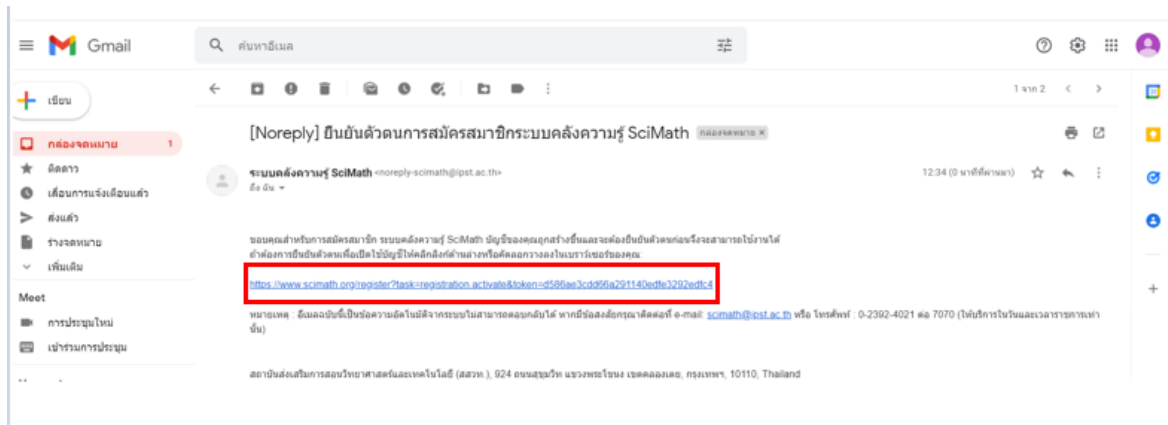 Gmail
ค้นหาอีเมล
เขียน
1 จาก 2
กล่องจดหมาย 1
ติดดาว
เลื่อนการแจ้งเตือนแล้ว
ส่งแล้ว
ร่างจดหมาย
เพิ่มเติม
Meet
การประชุมใหม่
เข้าร่วมการประชุม
[Noreply] ยืนยันตัวตนการสมัครสมาชิกระบบคลังความรู้ SciMath กล่องจดหมาย ×
ระบบคลังความรู้ SciMath <noreply-scimath@ipst.ac.th> 12:34 (0 นาทีที่ผ่านมา)
ถึง ฉัน
ขอบคุณสำหรับการสมัครสมาชิก ระบบคลังความรู้ SciMath บัญชีของคุณถูกสร้างขึ้นและจะต้องยืนยันตัวตนก่อนจึงจะสามารถใช้งานได้
ถ้าต้องการยืนยันตัวตนเพื่อเปิดใช้บัญชีให้คลิกลิงก์ด้านล่างหรือคัดลอกวางลงในเบราว์เซอร์ของคุณ:
https://www.scimath.org/register?task=registration.activate&token=d586ae3cdd66a291140edfe3292edfc4
หมายเหตุ : อีเมลฉบับนี้เป็นข้อความอัตโนมัติจากระบบไม่สามารถตอบกลับได้ หากมีข้อสงสัยกรุณาติดต่อที่ e-mail: scimath@ipst.ac.th หรือ โทรศัพท์ : 0-2392-4021 ต่อ 7070 (ให้บริการในวันและเวลาราชการเท่า
นั้น)
สถาบันส่งเสริมการสอนวิทยาศาสตร์และเทคโนโลยี (สสวท.), 924 ถนนสุขุมวิท แขวงพระโขนง เขตคลองเตย, กรุงเทพฯ, 10110, Thailand